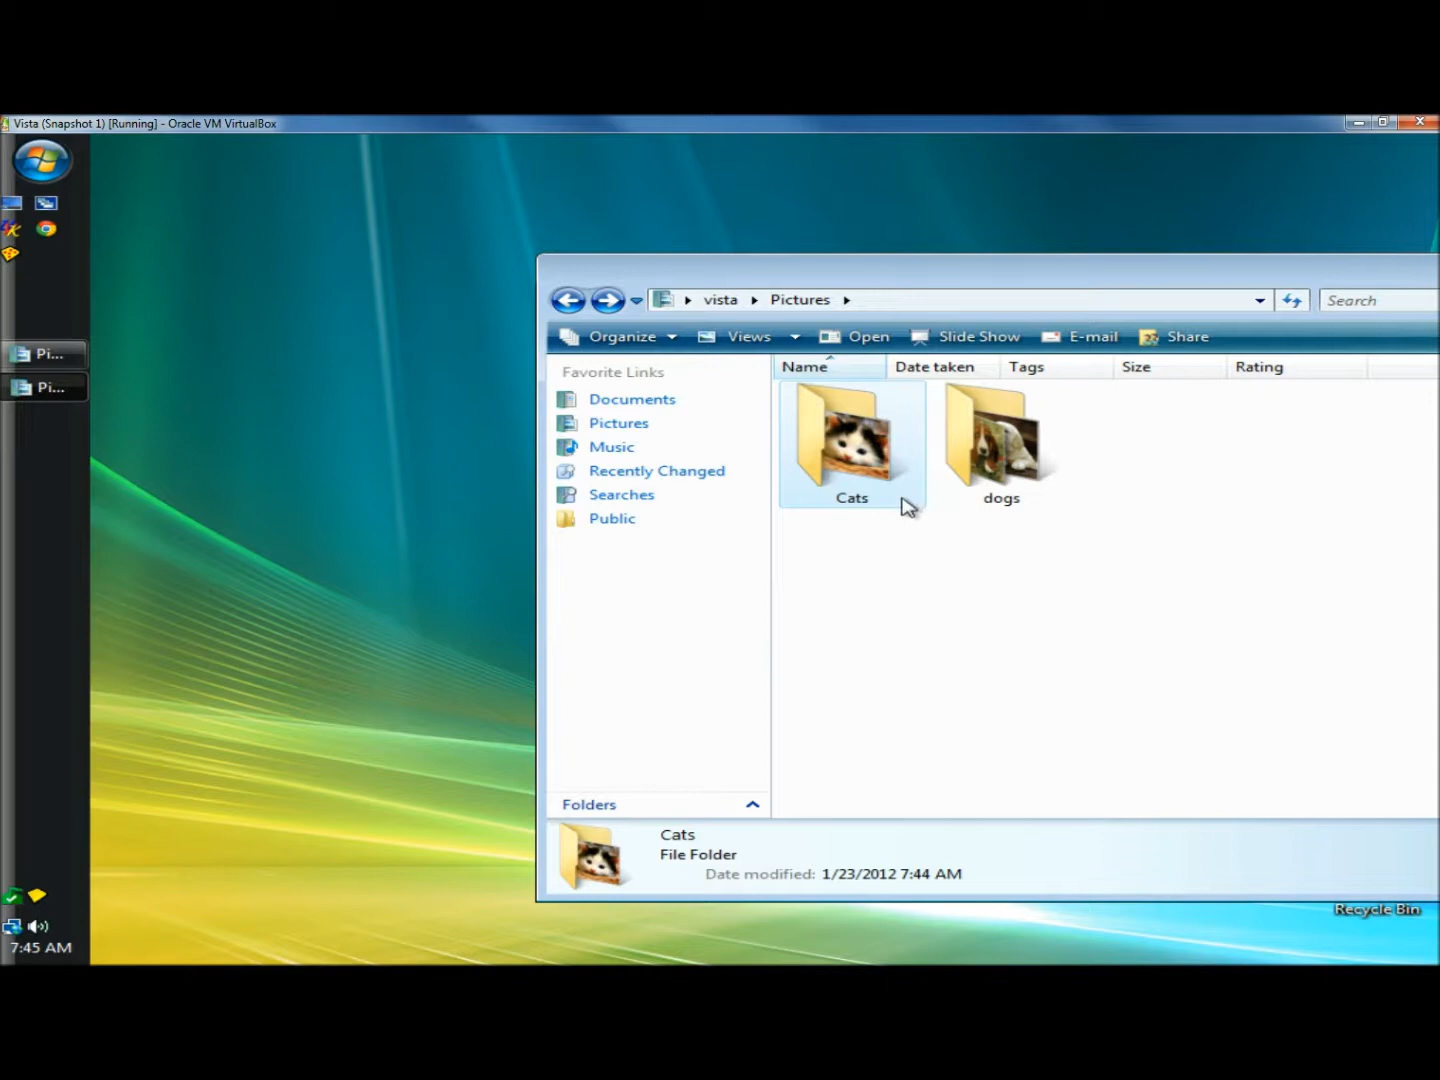 Vista (Snapshot 1) [Running] - Oracle VM VirtualBox
vista Pictures
Search
Organize Views Open Slide Show E-mail Share
Favorite Links
Name Date taken Tags Size Rating
Documents
Pictures
Music
Recently Changed
Searches
Public
Cats dogs
Pi...
Pi...
Folders
Cats
File Folder
Date modified: 1/23/2012 7:44 AM
Recycle Bin
7:45 AM